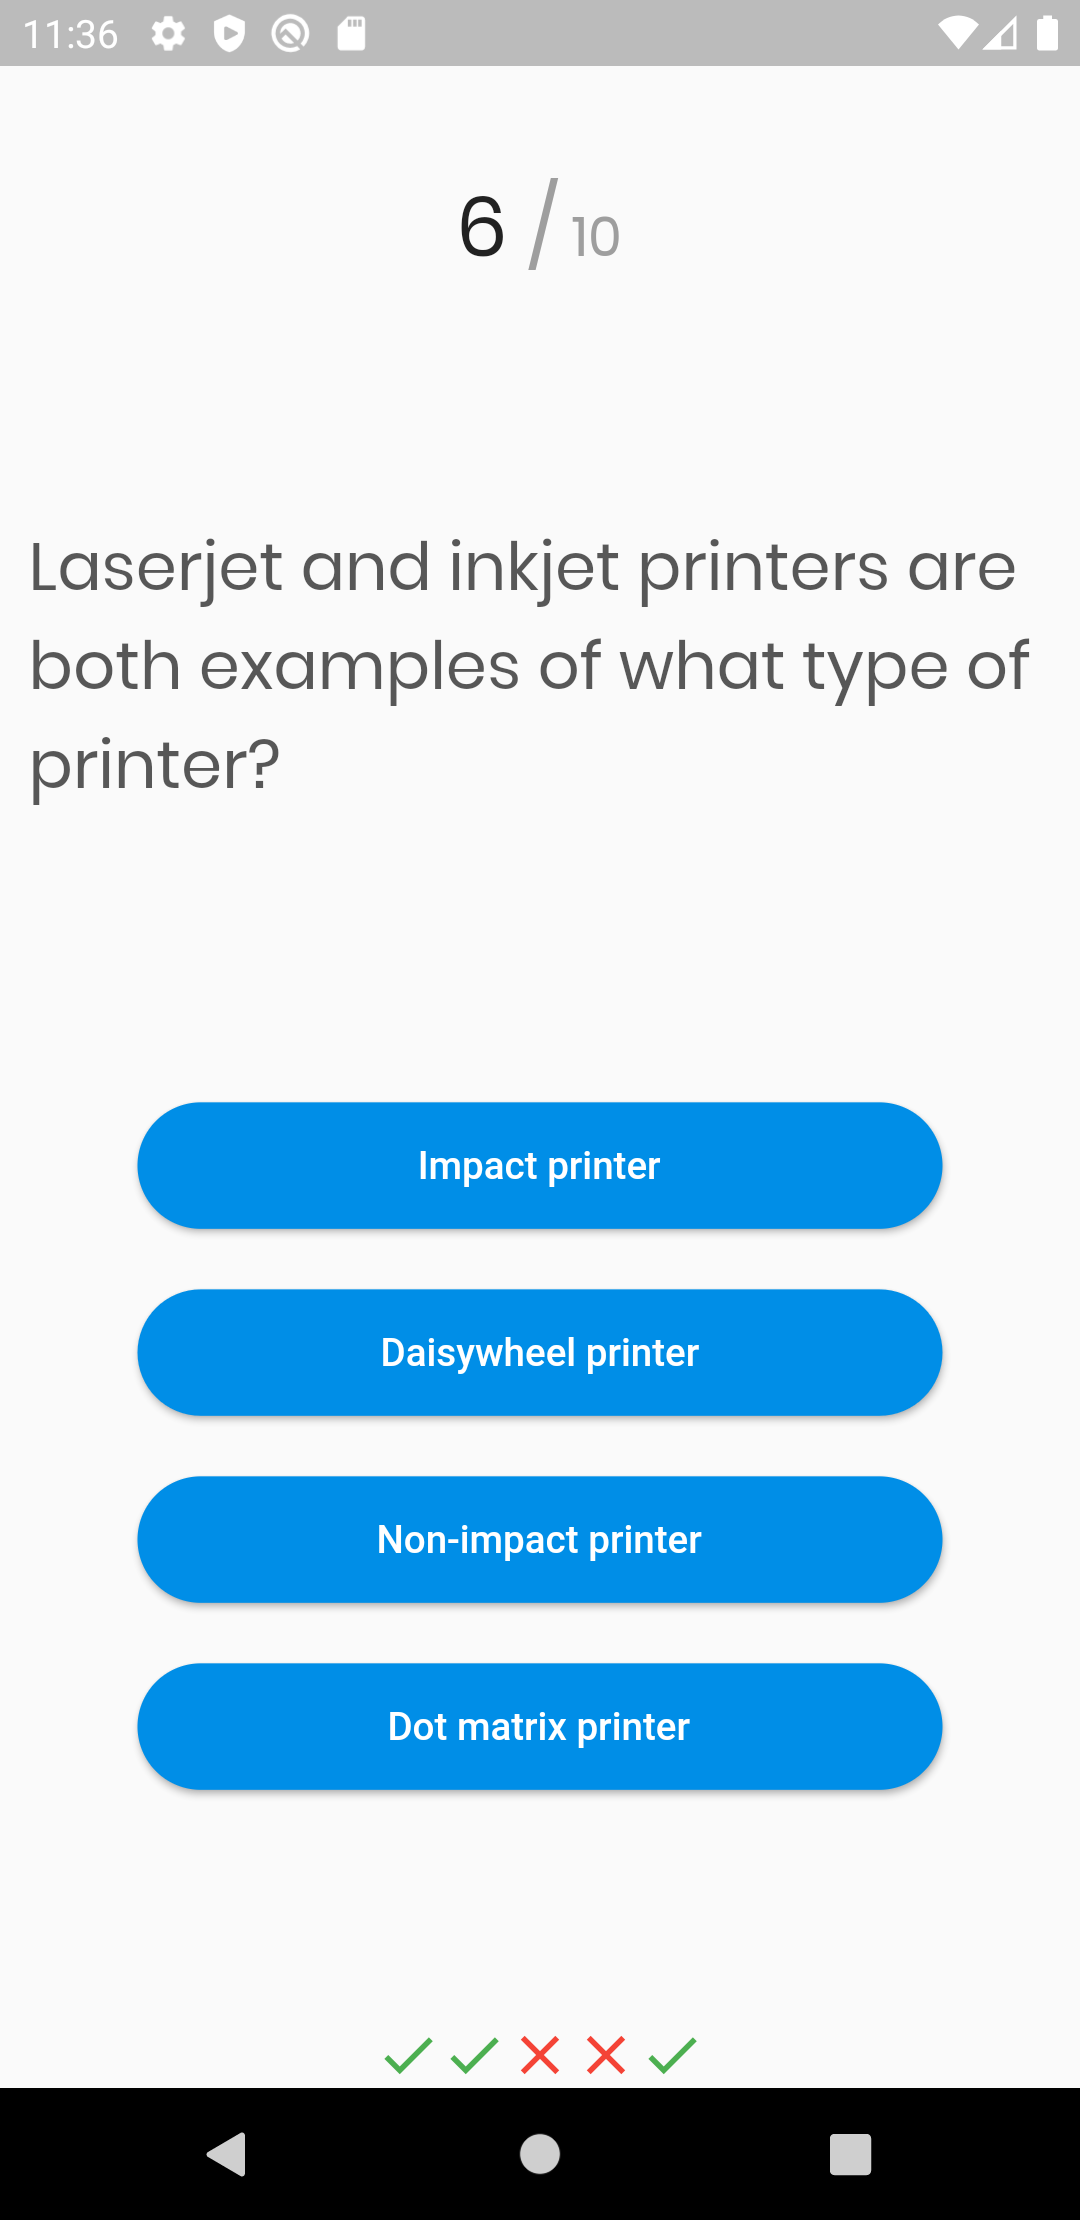 11:36
6 / 10
Laserjet and inkjet printers are
both examples of what type of
printer?
Impact printer
Daisywheel printer
Non-impact printer
Dot matrix printer